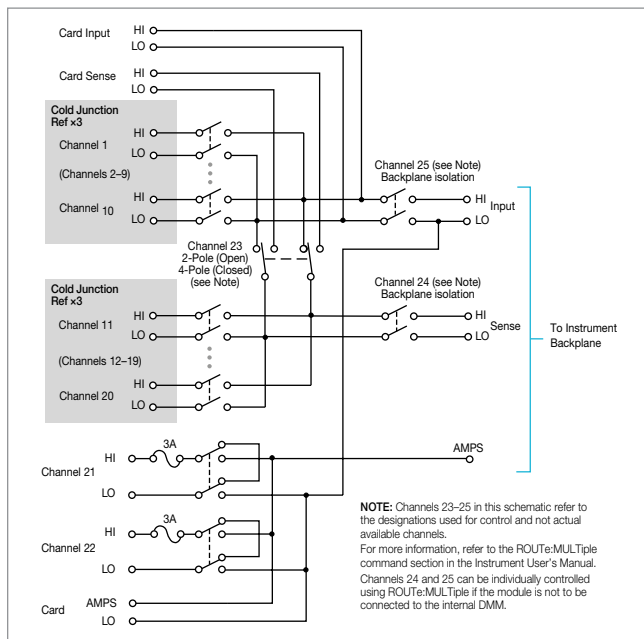 Card Input
HI
LO
Card Sense
HI
LO
Cold Junction
Ref ×3
HI
Channel 1
LO
(Channels 2–9)
HI
Channel 10
LO
Channel 25 (see Note)
Backplane isolation
HI
Input
LO
Channel 23
2-Pole (Open)
4-Pole (Closed)
(see Note)
Channel 24 (see Note)
Backplane isolation
HI
Sense
LO
To Instrument
Backplane
Cold Junction
Ref ×3
HI
Channel 11
LO
(Channels 12–19)
HI
Channel 20
LO
3A
HI
Channel 21
LO
AMPS
3A
HI
Channel 22
LO
Card
AMPS
LO
NOTE: Channels 23–25 in this schematic refer to
the designations used for control and not actual
available channels.
For more information, refer to the ROUTe:MULTiple
command section in the Instrument User's Manual.
Channels 24 and 25 can be individually controlled
using ROUTe:MULTiple if the module is not to be
connected to the internal DMM.